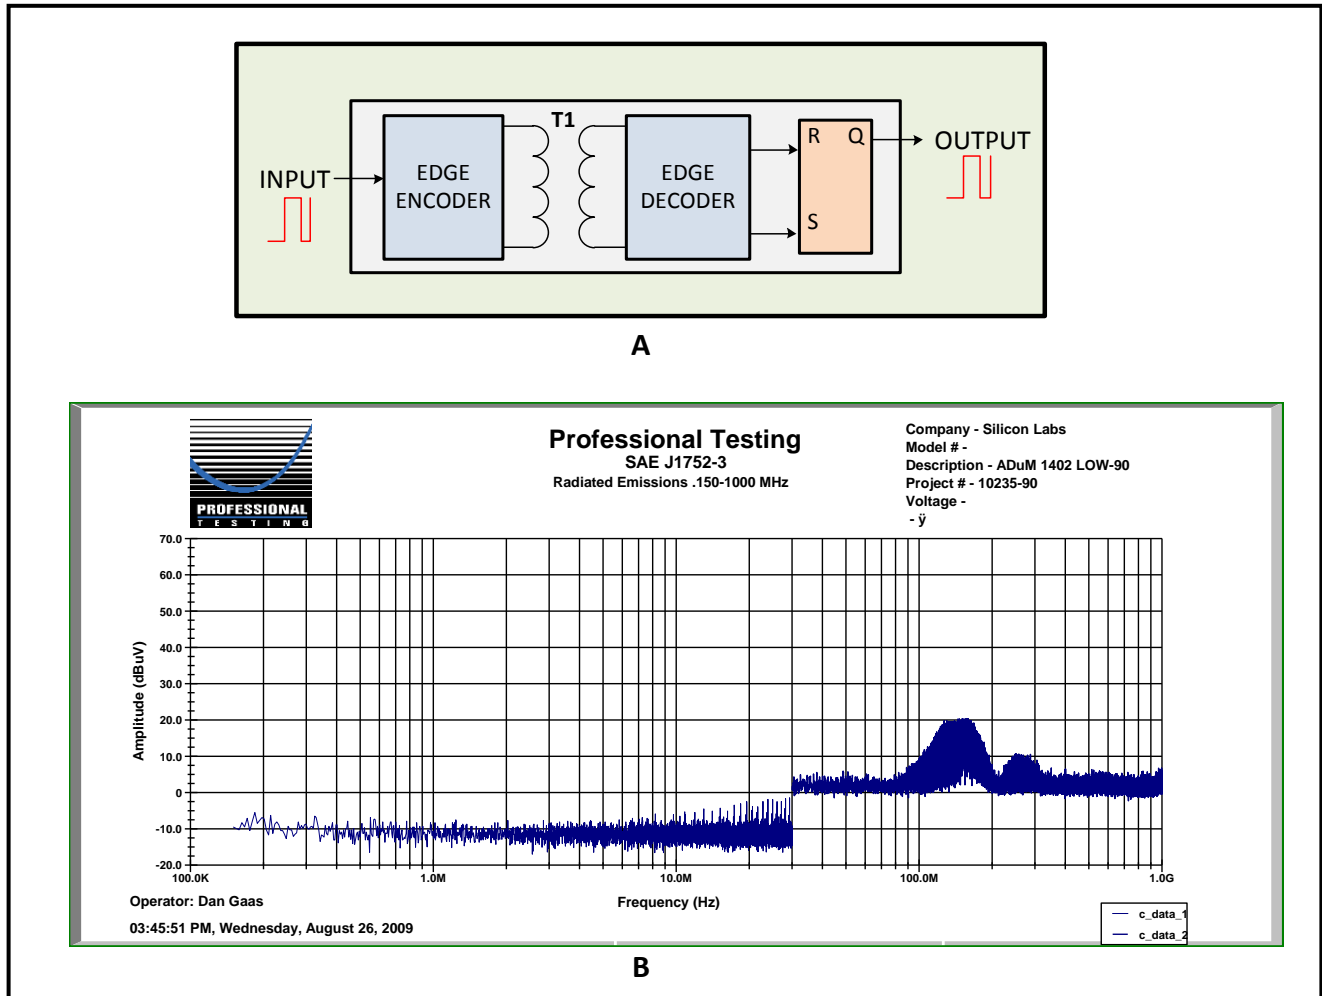 T1
INPUT
EDGE
ENCODER
EDGE
DECODER
R Q
S
OUTPUT
A
PROFESSIONAL
TESTING
Professional Testing
SAE J1752-3
Radiated Emissions .150-1000 MHz
Company - Silicon Labs
Model # -
Description - ADuM 1402 LOW-90
Project # - 10235-90
Voltage -
- ÿ
70.0
60.0
50.0
40.0
30.0
20.0
10.0
0
-10.0
-20.0
Amplitude (dBuV)
100.0K 1.0M 10.0M 100.0M 1.0G
Frequency (Hz)
Operator: Dan Gaas
03:45:51 PM, Wednesday, August 26, 2009
c_data_1
c_data_2
B